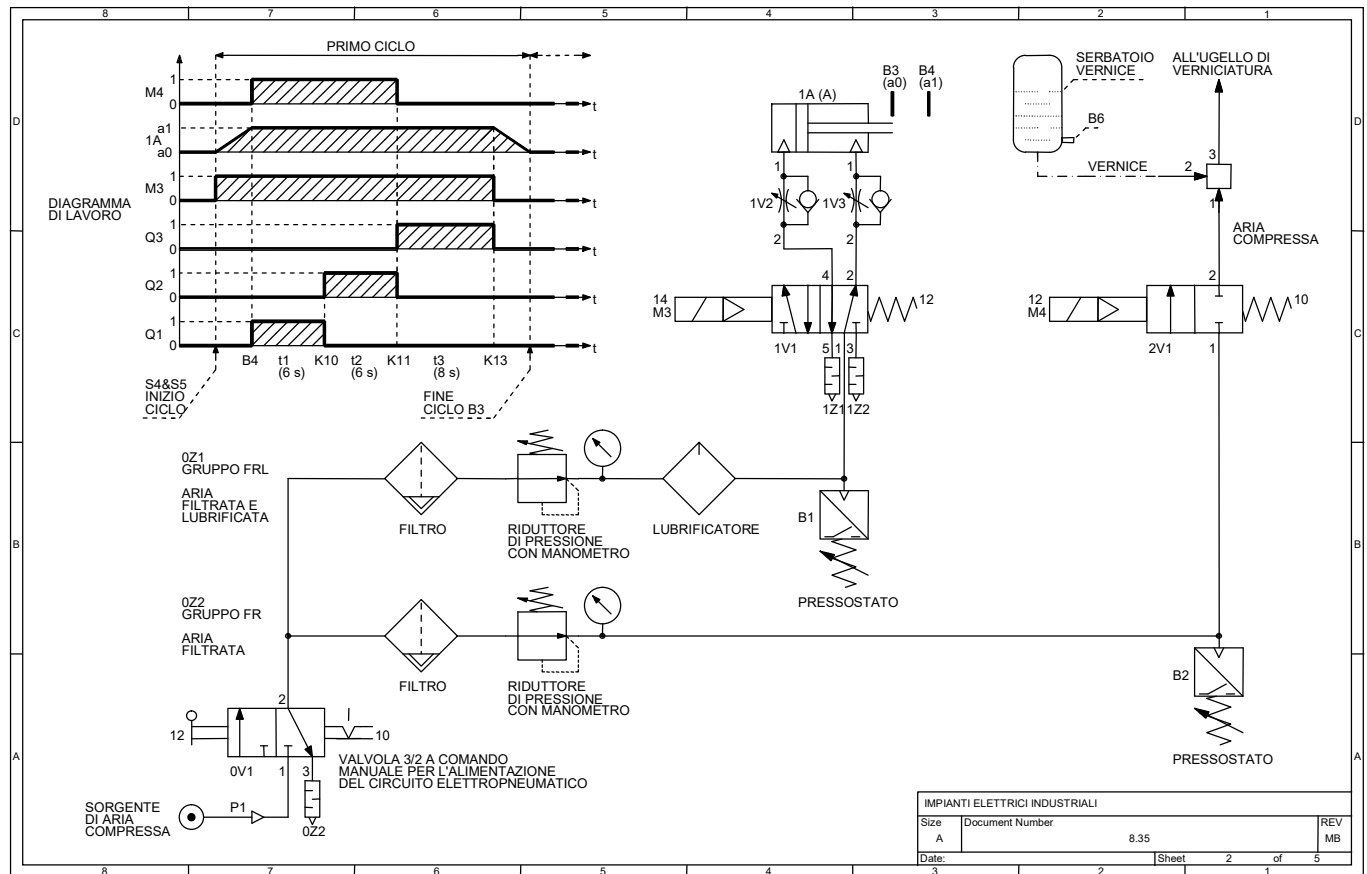 8 7 6 5 4 3 2 1
D
C
B
A
D
C
B
A
8 7 6 5 4 3 2 1
PRIMO CICLO
1
M4
0
t
a1
1A
a0
t
1
M3
0
t
1
Q3
0
t
1
Q2
0
t
1
Q1
0
t
DIAGRAMMA
DI LAVORO
B4 t1 K10 t2 K11 t3 K13
(6 s) (6 s) (8 s)
S4&S5
INIZIO
CICLO
FINE
CICLO B3
B3
(a0)
B4
(a1)
1A (A)
1 1
1V2 1V3
2 2
4 2
14
M3
12
1V1
5 1 3
1Z1 1Z2
SERBATOIO
VERNICE
B6
ALL'UGELLO DI
VERNICIATURA
VERNICE
3
2
1
ARIA
COMPRESSA
2
12
M4
10
2V1
1
0Z1
GRUPPO FRL
ARIA
FILTRATA E
LUBRIFICATA
FILTRO
RIDUTTORE
DI PRESSIONE
CON MANOMETRO
LUBRIFICATORE
B1
PRESSOSTATO
0Z2
GRUPPO FR
ARIA
FILTRATA
FILTRO
RIDUTTORE
DI PRESSIONE
CON MANOMETRO
B2
PRESSOSTATO
2
12
10
0V1
1 3
VALVOLA 3/2 A COMANDO
MANUALE PER L'ALIMENTAZIONE
DEL CIRCUITO ELETTROPNEUMATICO
SORGENTE
DI ARIA
COMPRESSA
P1
0Z2
IMPIANTI ELETTRICI INDUSTRIALI
Size Document Number REV
A 8.35 MB
Date: Sheet 2 of 5